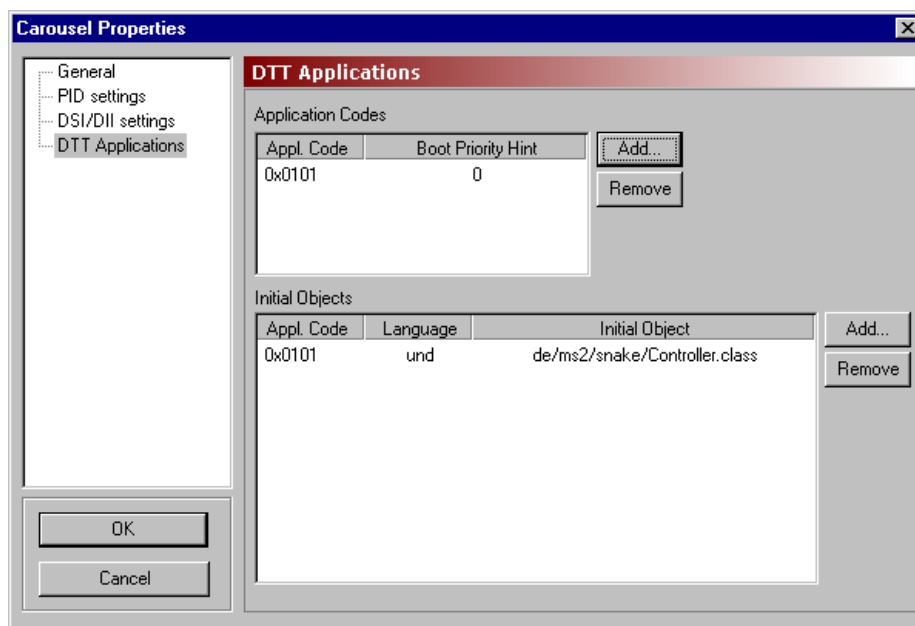 Carousel Properties
General
PID settings
DSI/DII settings
DTT Applications
OK
Cancel
DTT Applications
Application Codes
Appl. Code Boot Priority Hint
0x0101 0
Add...
Remove
Initial Objects
Appl. Code Language Initial Object
0x0101 und de/ms2/snake/Controller.class
Add...
Remove